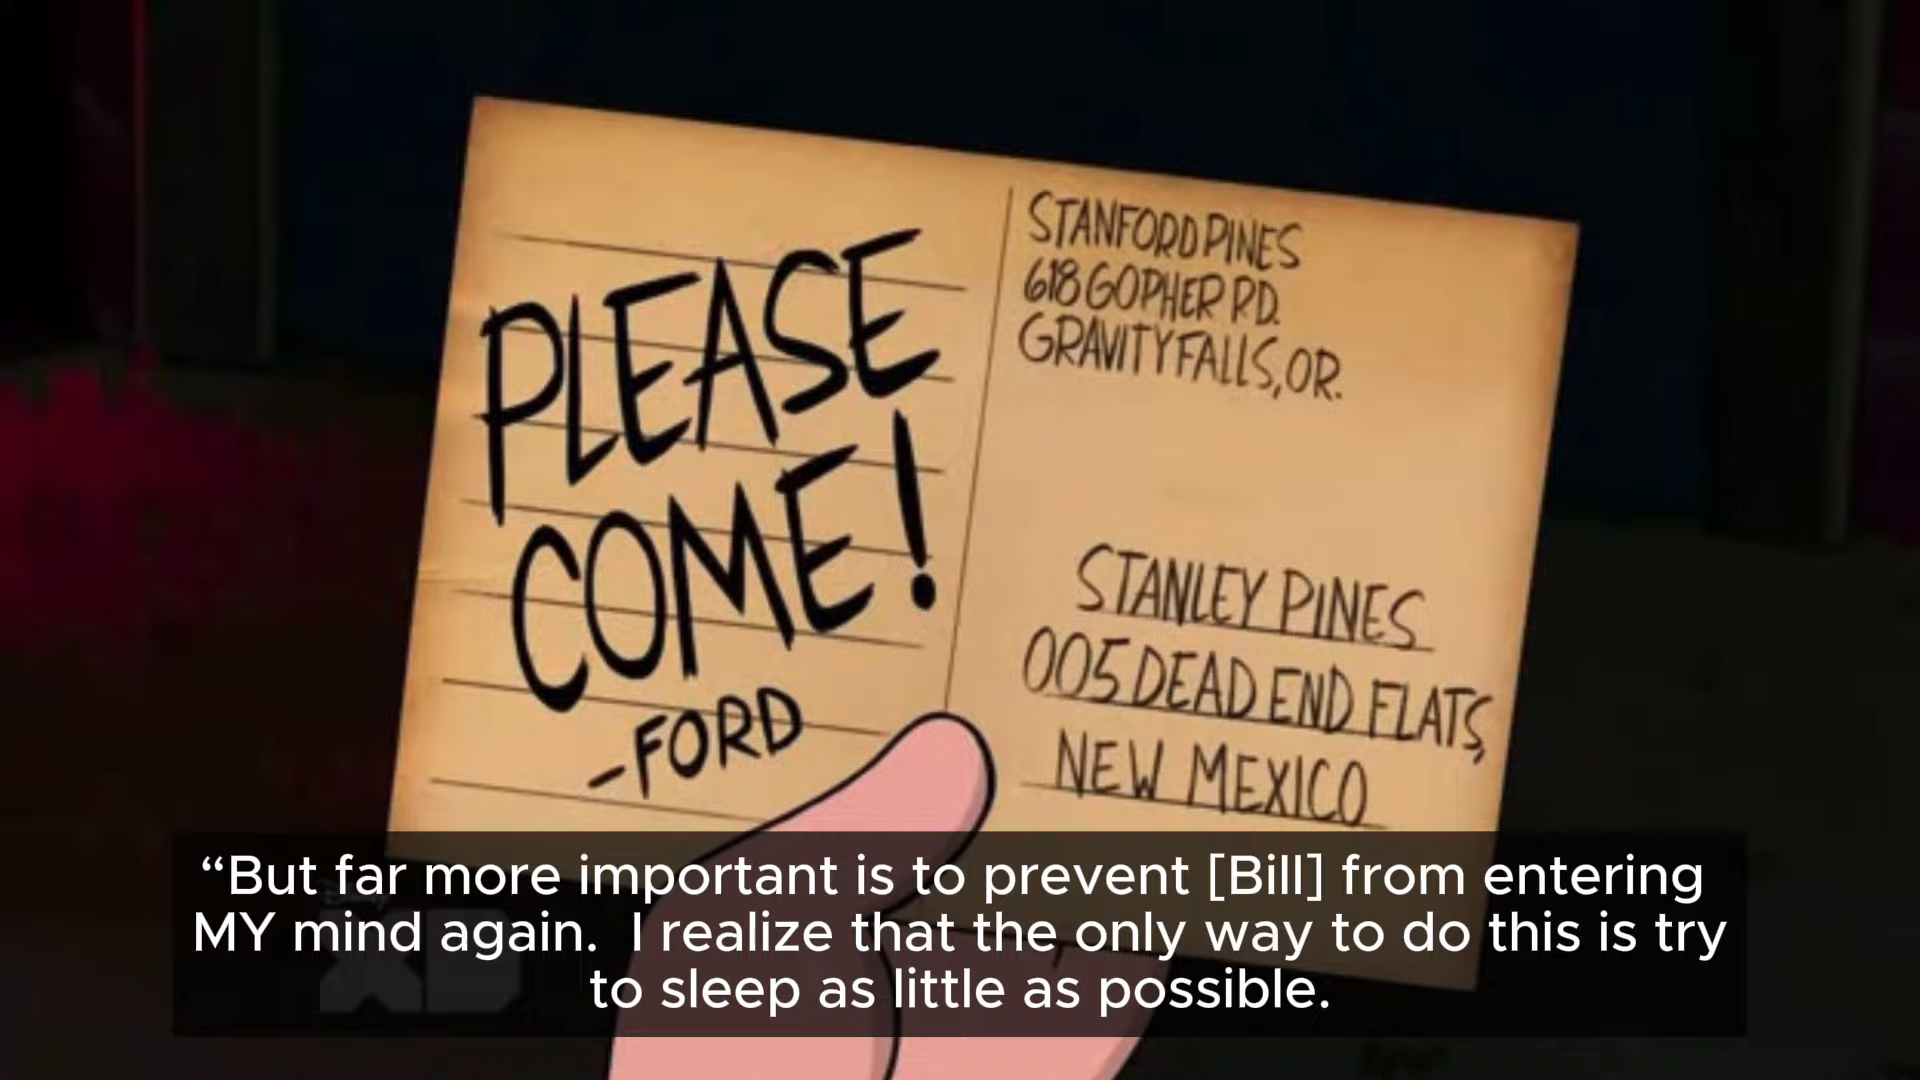 PLEASE
COME!
-FORD
STANFORD PINES
618 GOPHER RD.
GRAVITY FALLS, OR.
STANLEY PINES
005 DEAD END FLATS,
NEW MEXICO
“But far more important is to prevent [Bill] from entering
MY mind again.  I realize that the only way to do this is try
to sleep as little as possible.
Disney
XD